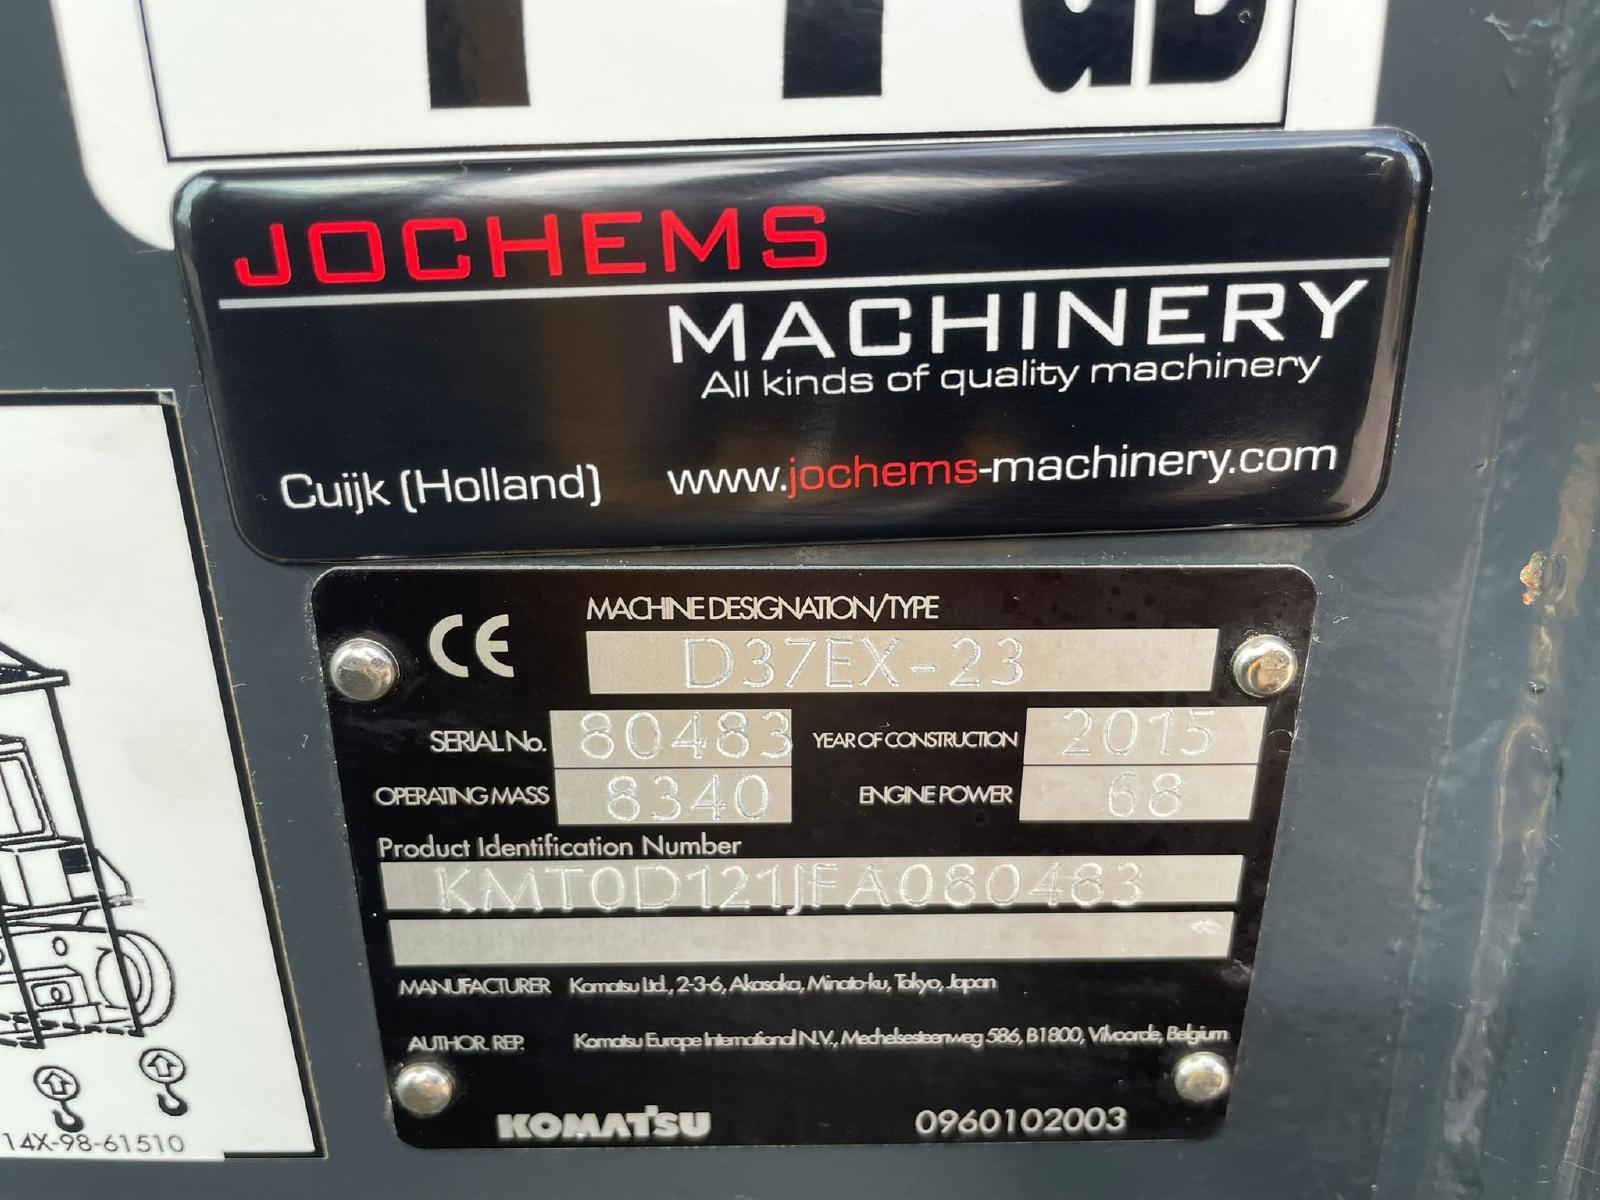 JOCHEMS
MACHINERY
All kinds of quality machinery
Cuijk (Holland) www.jochems-machinery.com
CE MACHINE DESIGNATION/TYPE
D37EX-23
SERIAL No. 80483 YEAR OF CONSTRUCTION 2015
OPERATING MASS 8340 ENGINE POWER 68
Product Identification Number
KMT0D121JFA080483
MANUFACTURER Komatsu Ltd., 2-3-6, Akasaka, Minato-ku, Tokyo, Japan
AUTHOR. REP. Komatsu Europe International N.V., Mechelsesteenweg 586, B1800, Vilvoorde, Belgium
KOMATSU 0960102003
14X-98-61510